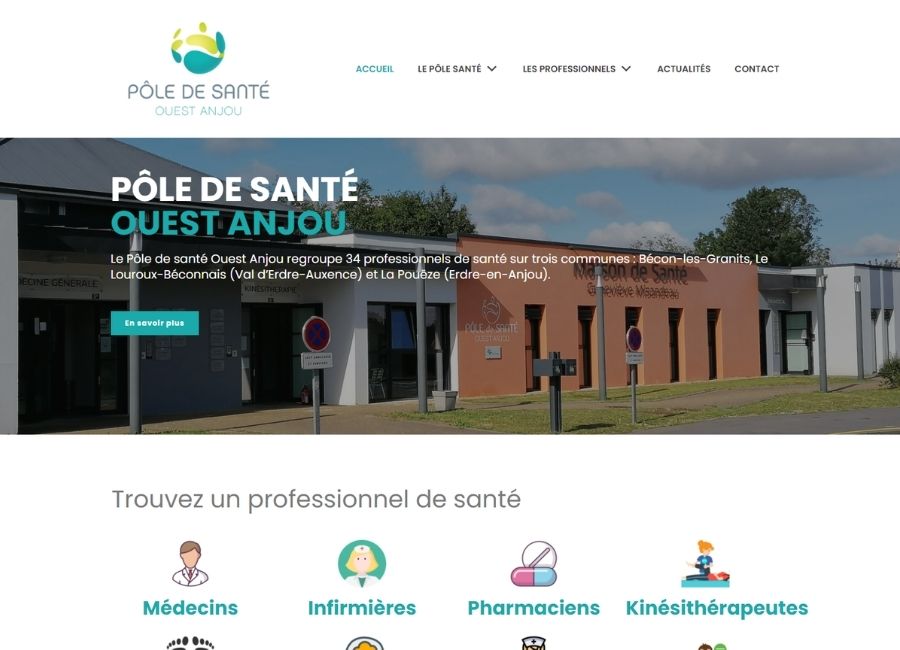 PÔLE DE SANTÉ
OUEST ANJOU
ACCUEIL
LE PÔLE SANTÉ
LES PROFESSIONNELS
ACTUALITÉS
CONTACT
PÔLE DE SANTÉ
OUEST ANJOU
Le Pôle de santé Ouest Anjou regroupe 34 professionnels de santé sur trois communes : Bécon-les-Granits, Le
Louroux-Béconnais (Val d'Erdre-Auxence) et La Pouëze (Erdre-en-Anjou).
DECINE GÉNÉRALE
KINÉSITHÉRAPIE
Maison de Santé
Geneviève
PÔLE DE SANTÉ
OUEST ANJOU
En savoir plus
Trouvez un professionnel de santé
Médecins
Infirmières
Pharmaciens
Kinésithérapeutes